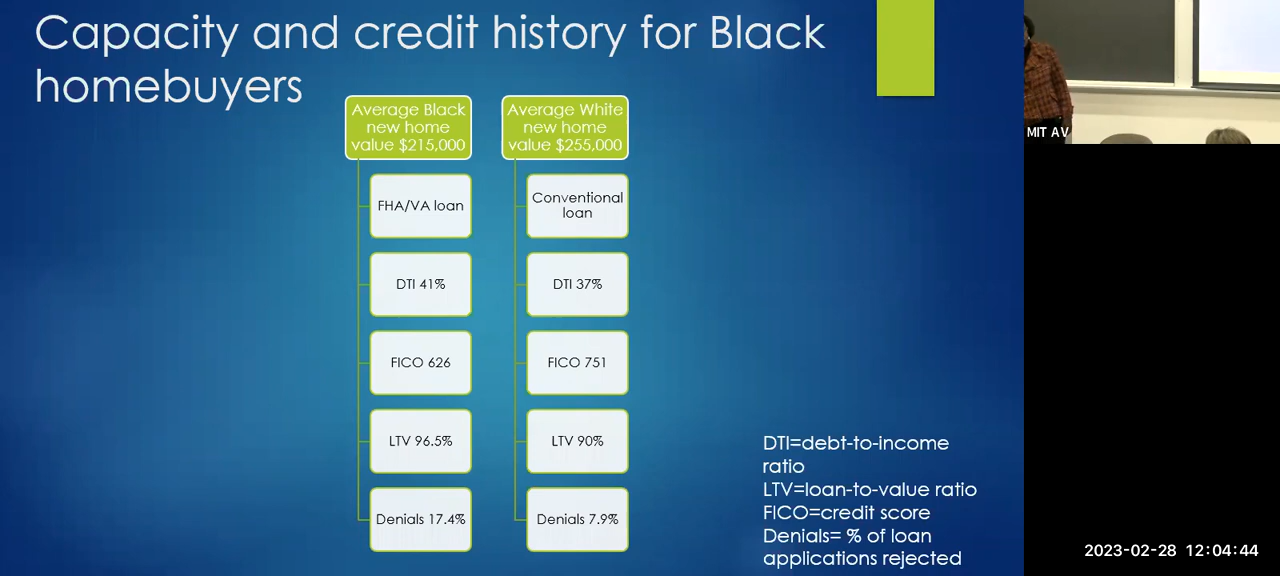 Capacity and credit history for Black
homebuyers
Average Black
new home
value $215,000
FHA/VA loan
DTI 41%
FICO 626
LTV 96.5%
Denials 17.4%
Average White
new home
value $255,000
Conventional
loan
DTI 37%
FICO 751
LTV 90%
Denials 7.9%
DTI=debt-to-income
ratio
LTV=loan-to-value ratio
FICO=credit score
Denials= % of loan
applications rejected
MIT AV
2023-02-28 12:04:44